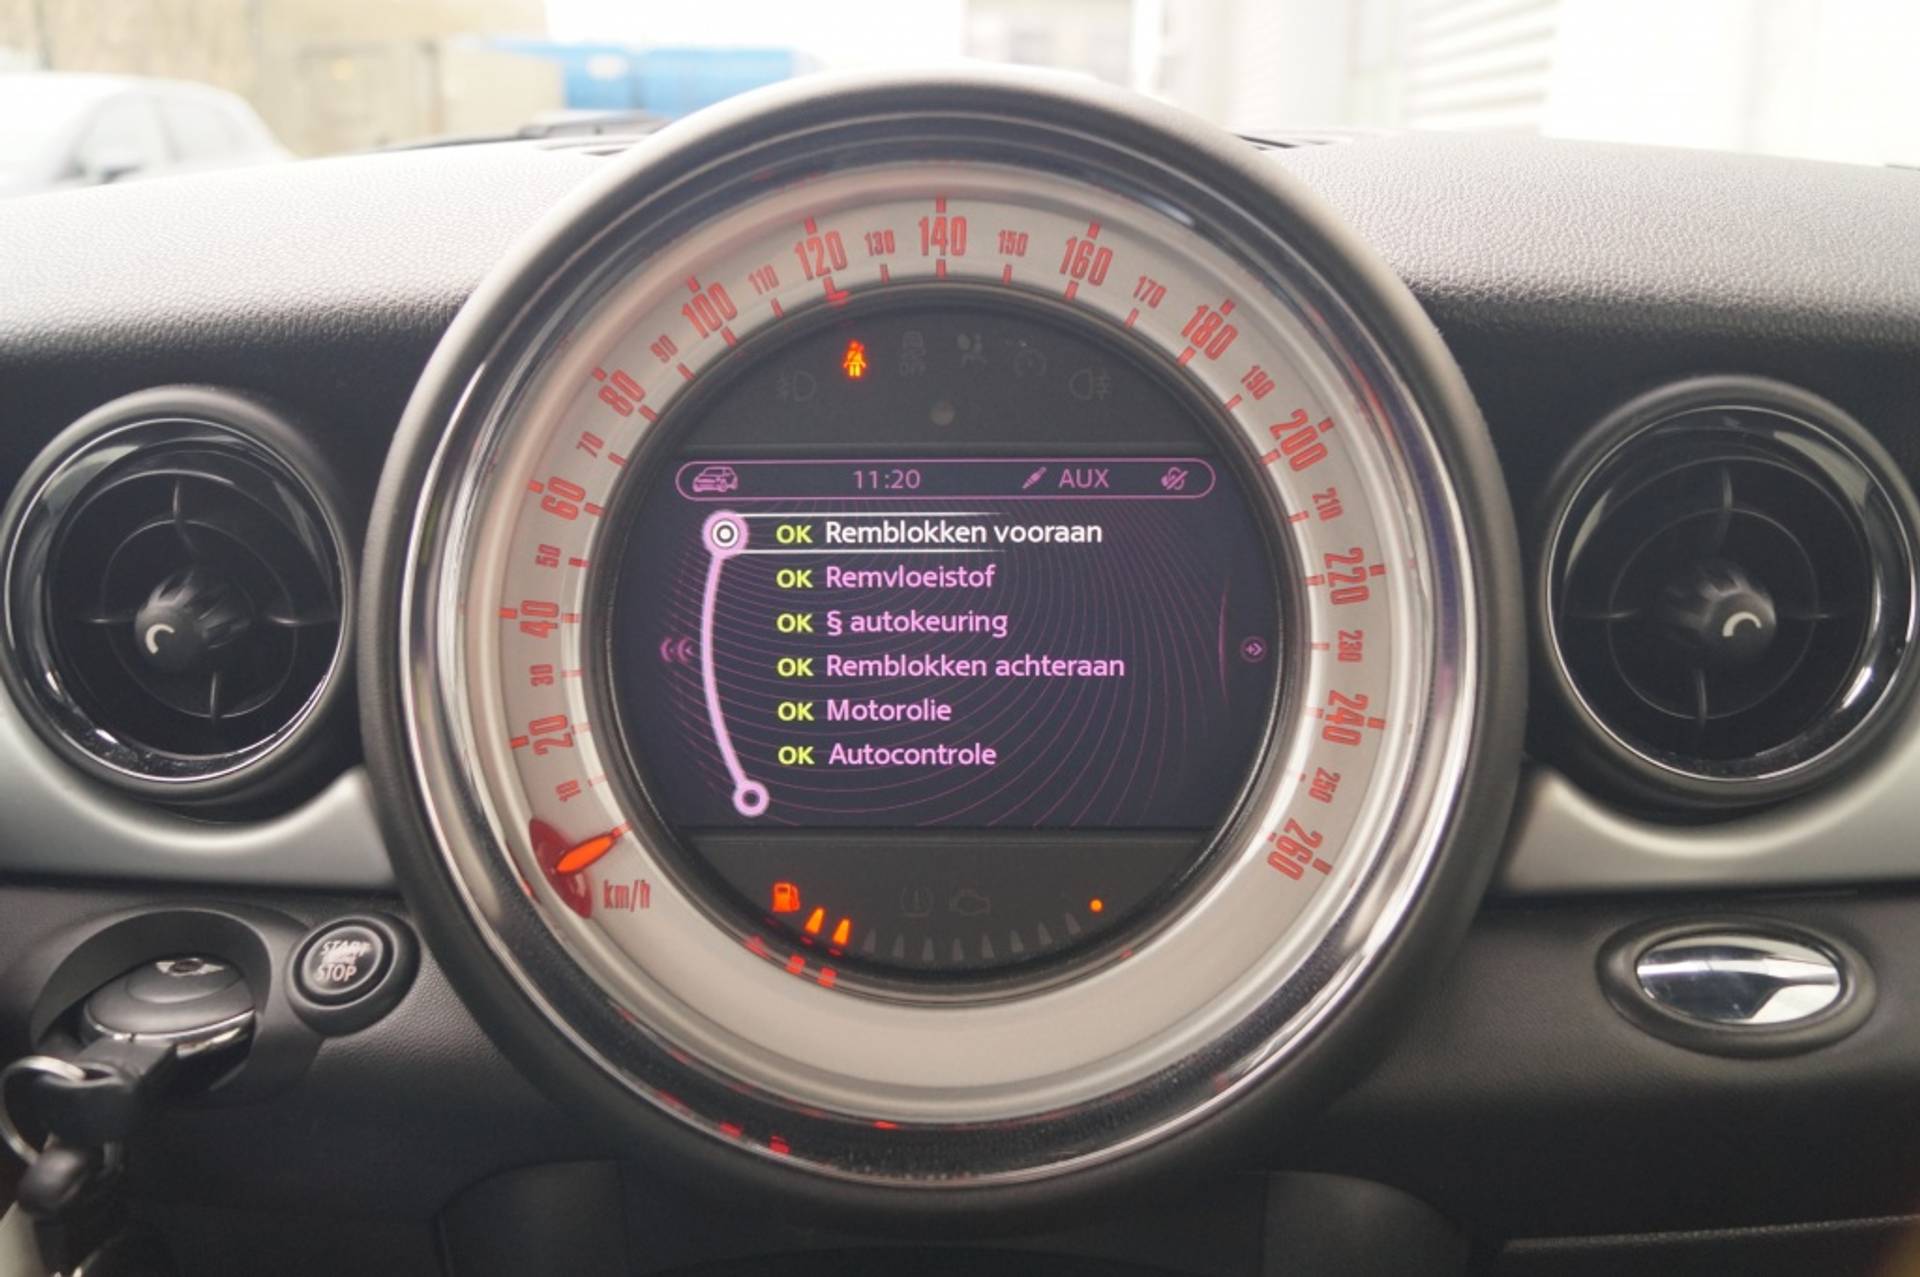 10
20
30
40
50
60
70
80
90
100
110
120
130
140
150
160
170
180
190
200
210
220
230
240
250
260
km/h
OFF
11:20 AUX
OK Remblokken vooraan
OK Remvloeistof
OK § autokeuring
OK Remblokken achteraan
OK Motorolie
OK Autocontrole
START
STOP